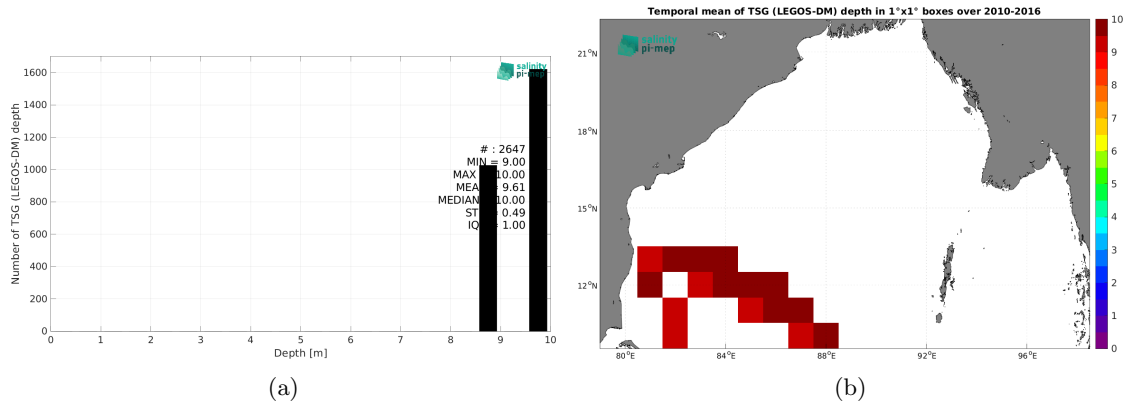 salinity
pi-mep
1600
1400
1200
1000
800
600
400
200
0
Number of TSG (LEGOS-DM) depth
# : 2647
MIN = 9.00
MAX 10.00
MEA = 9.61
MEDIAN 10.00
ST = 0.49
IQ = 1.00
0 1 2 3 4 5 6 7 8 9 10
Depth [m]
(a)
Temporal mean of TSG (LEGOS-DM) depth in 1°x1° boxes over 2010-2016
salinity
pi-mep
21°N
18°N
15°N
12°N
80°E 84°E 88°E 92°E 96°E
10
9
8
7
6
5
4
3
2
1
0
(b)